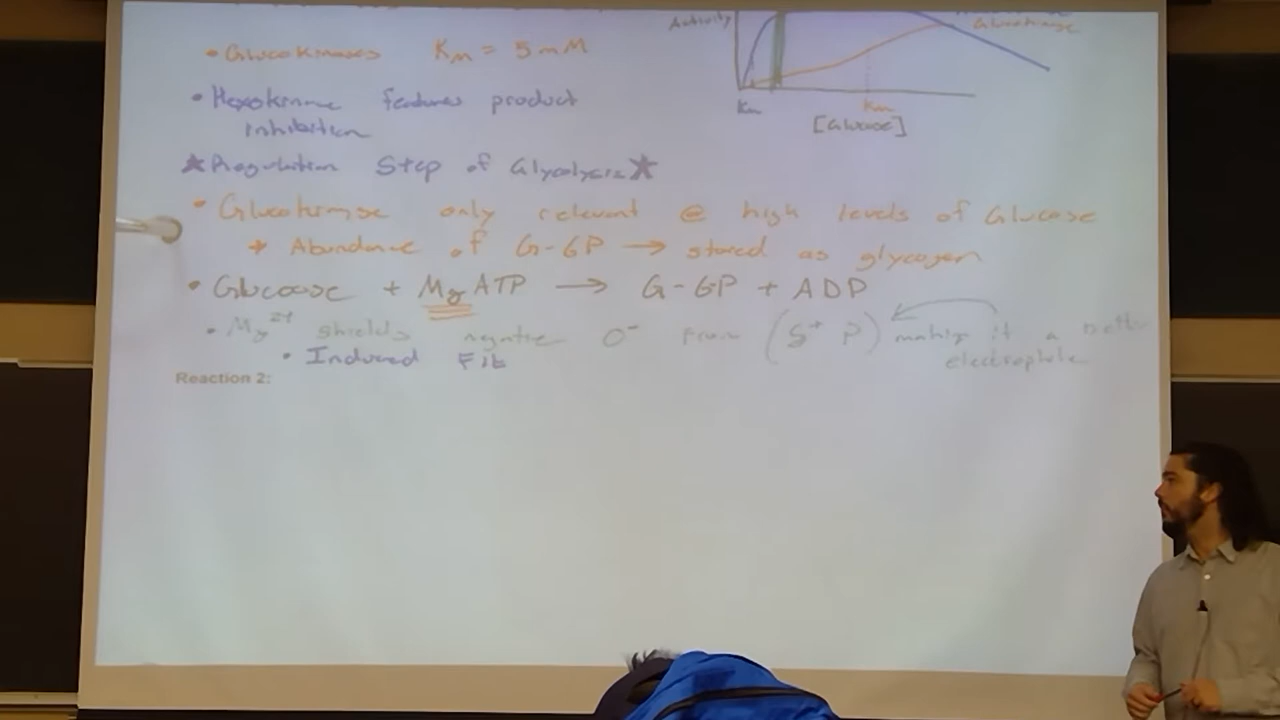 Activity
Glucokinase
• Glucokinases Km = 5 mM
Km
Km
[Glucose]
• Hexokinase features product
inhibition
★ Regulation Step of Glycolysis ★
• Glucokinase only relevant @ high levels of Glucose
→ Abundance of G-6P → stored as glycogen
• Glucose + MgATP → G-6P + ADP
• Mg2+ shields negative O- from (δ+ P) making it a better
electrophile
• Induced Fit
Reaction 2: